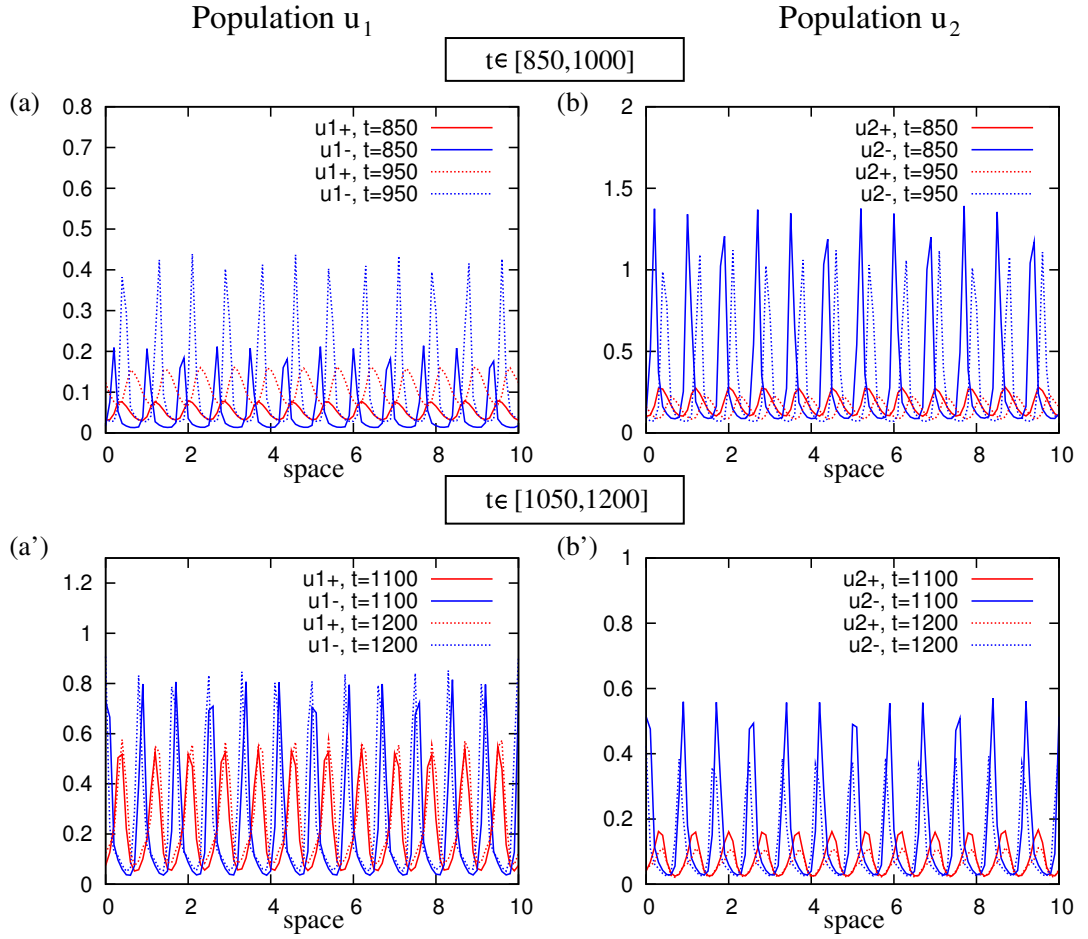 Population u1
Population u2
t∈ [850,1000]
(a)
(b)
0.8
0.7
0.6
0.5
0.4
0.3
0.2
0.1
0
u1+, t=850
u1-, t=850
u1+, t=950
u1-, t=950
0 2 4 6 8 10
space
2
1.5
1
0.5
0
u2+, t=850
u2-, t=850
u2+, t=950
u2-, t=950
0 2 4 6 8 10
space
t∈ [1050,1200]
(a’)
(b’)
1.2
1
0.8
0.6
0.4
0.2
0
u1+, t=1100
u1-, t=1100
u1+, t=1200
u1-, t=1200
0 2 4 6 8 10
space
1
0.8
0.6
0.4
0.2
0
u2+, t=1100
u2-, t=1100
u2+, t=1200
u2-, t=1200
0 2 4 6 8 10
space